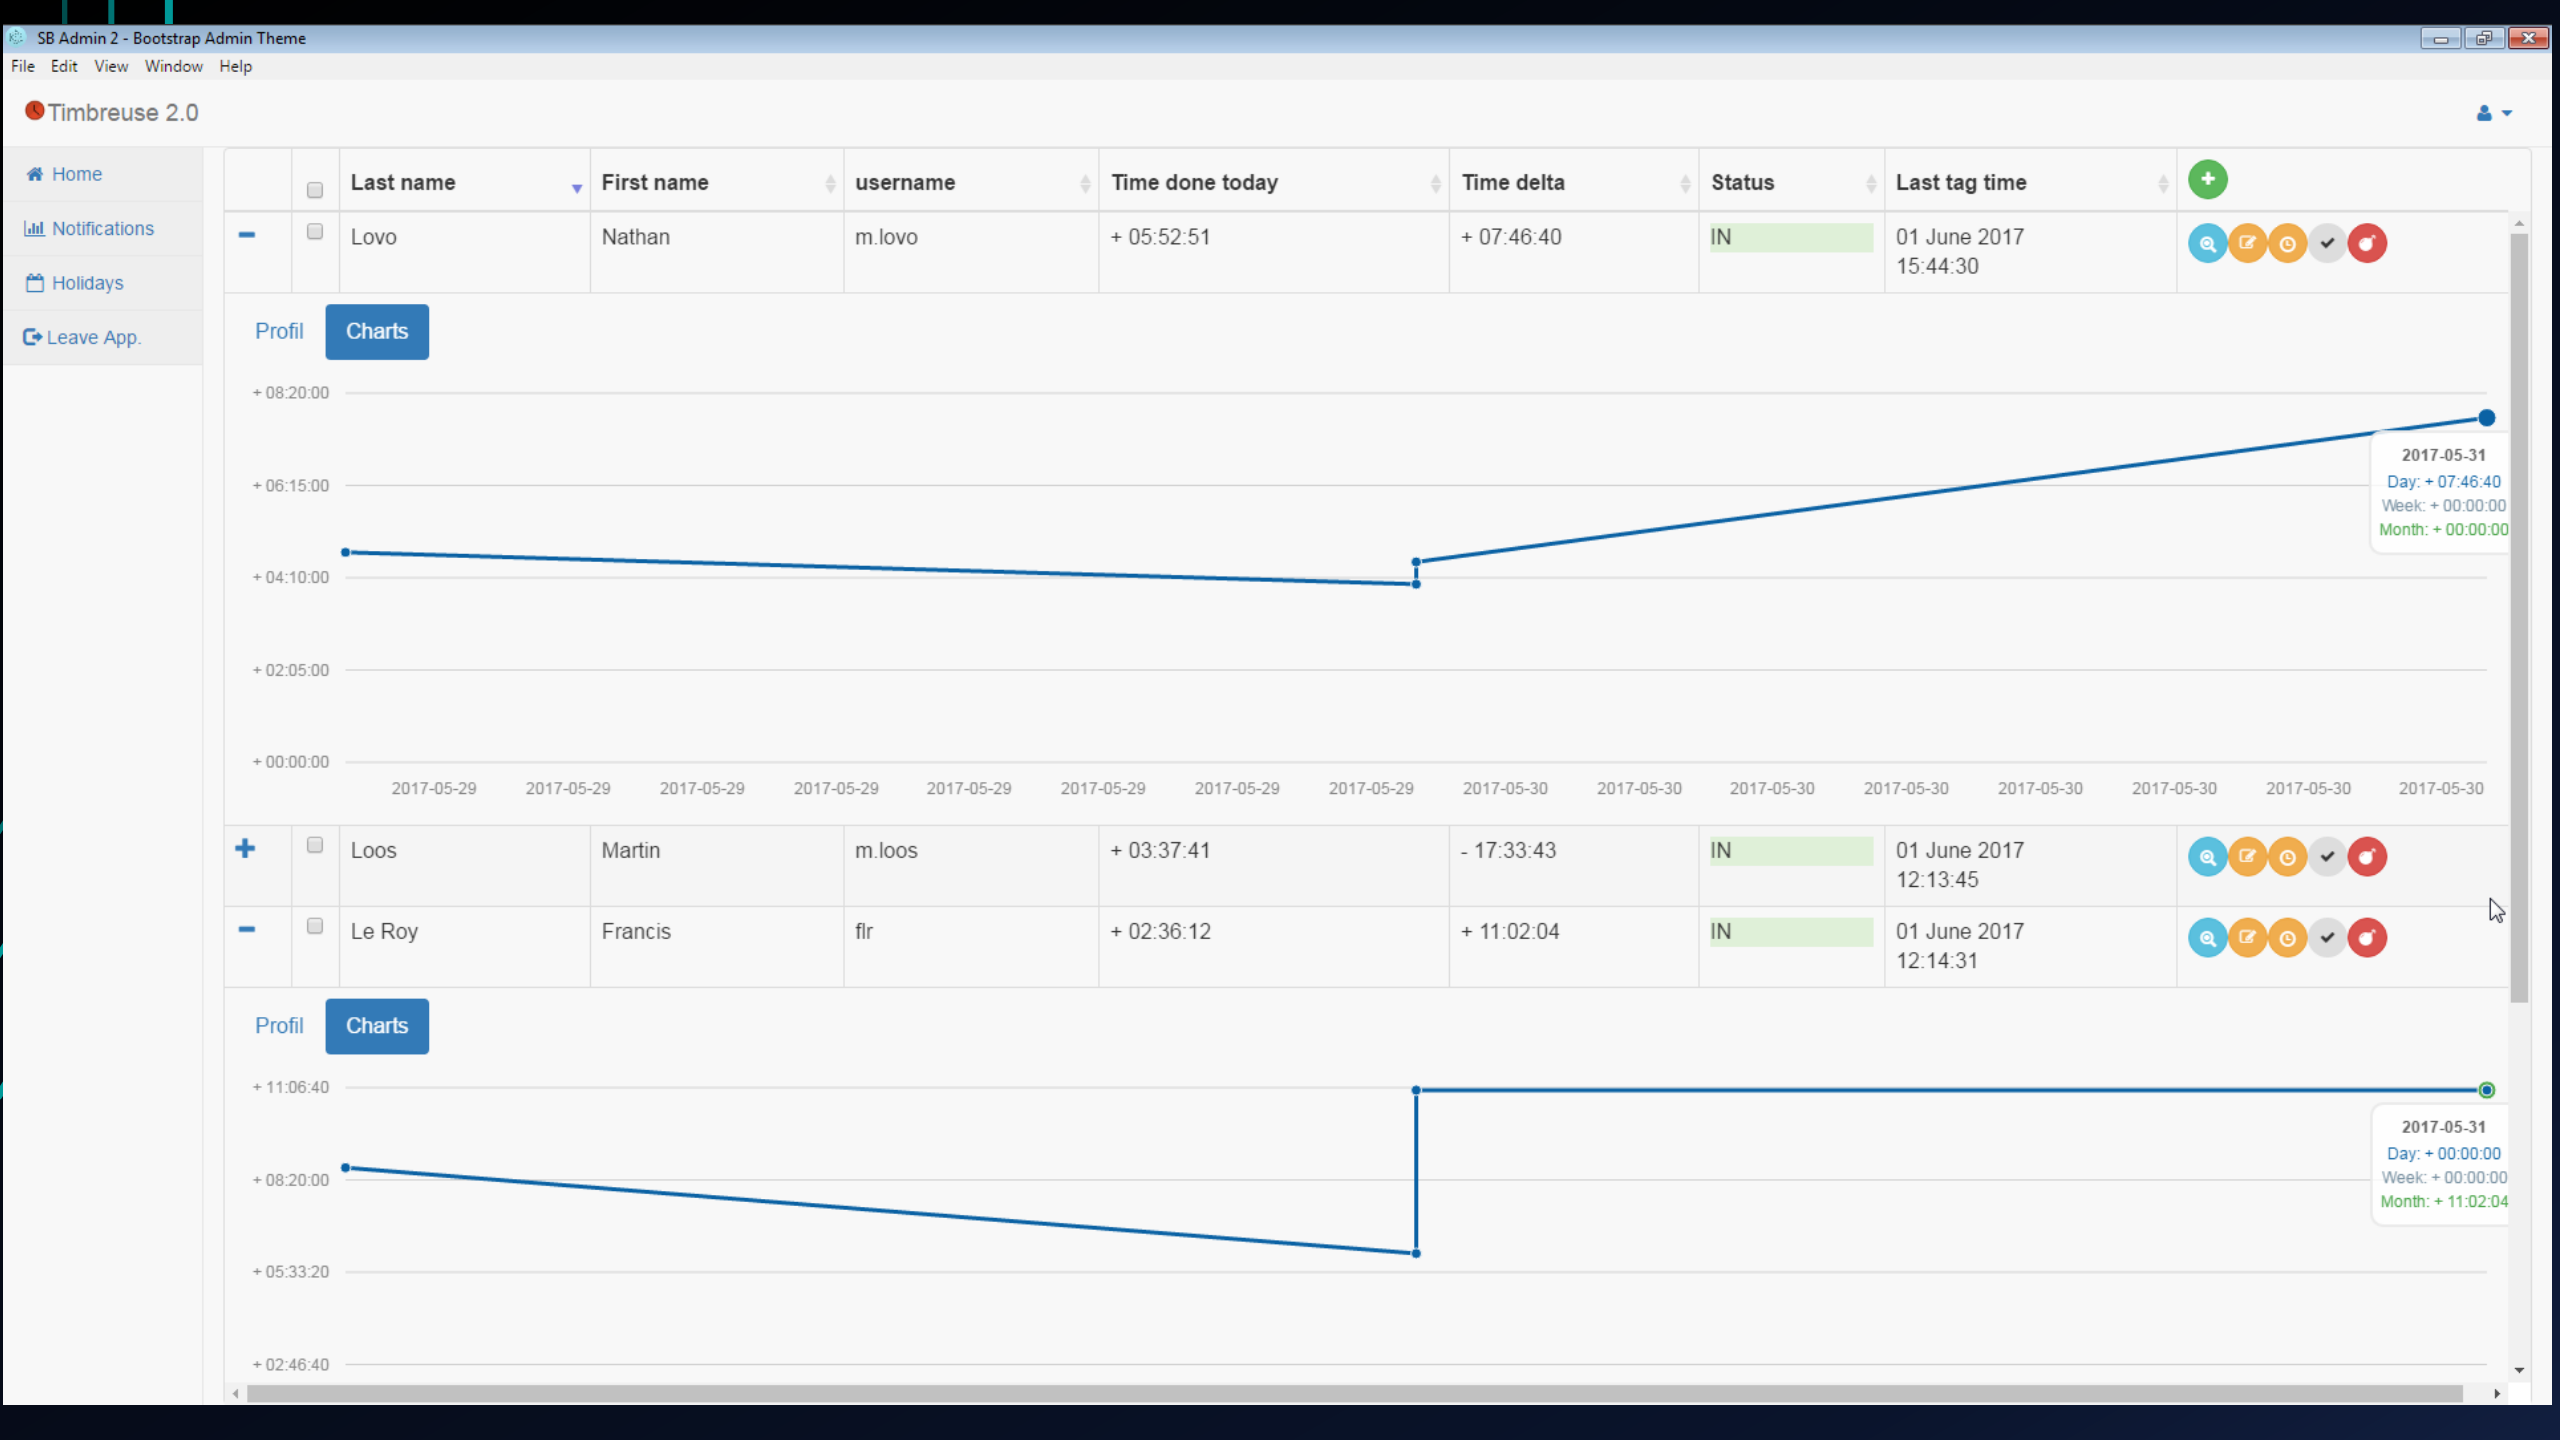 SB Admin 2 - Bootstrap Admin Theme
File Edit View Window Help
Timbreuse 2.0
Home
Notifications
Holidays
Leave App.
Last name First name username Time done today Time delta Status Last tag time
Lovo Nathan m.lovo + 05:52:51 + 07:46:40 IN 01 June 2017
15:44:30
Profil Charts
+ 08:20:00
+ 06:15:00
+ 04:10:00
+ 02:05:00
+ 00:00:00
2017-05-31
Day: + 07:46:40
Week: + 00:00:00
Month: + 00:00:00
2017-05-29 2017-05-29 2017-05-29 2017-05-29 2017-05-29 2017-05-29 2017-05-29 2017-05-29 2017-05-30 2017-05-30 2017-05-30 2017-05-30 2017-05-30 2017-05-30 2017-05-30 2017-05-30
Loos Martin m.loos + 03:37:41 - 17:33:43 IN 01 June 2017
12:13:45
Le Roy Francis flr + 02:36:12 + 11:02:04 IN 01 June 2017
12:14:31
Profil Charts
+ 11:06:40
+ 08:20:00
+ 05:33:20
+ 02:46:40
2017-05-31
Day: + 00:00:00
Week: + 00:00:00
Month: + 11:02:04